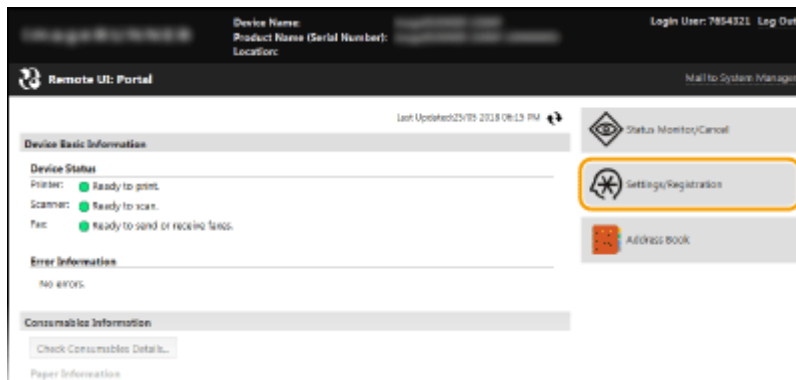 imageRUNNER
Device Name:
Product Name (Serial Number):
Location:
Login User: 7654321 Log Out
Remote UI: Portal
Mail to System Manager
Last Updated:25/05 2018 06:13 PM
Device Basic Information
Device Status
Printer: Ready to print.
Scanner: Ready to scan.
Fax: Ready to send or receive faxes.
Error Information
No errors.
Consumables Information
Check Consumables Details...
Paper Information
Status Monitor/Cancel
Settings/Registration
Address Book